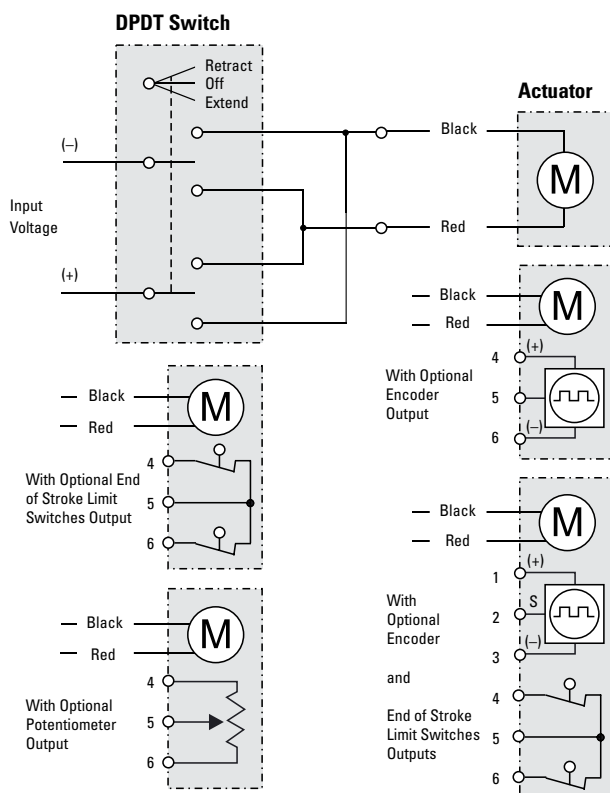 DPDT Switch
Retract
Off
Extend
(–)
Input
Voltage
(+)
Actuator
Black
M
Red
Black
M
Red
4
(+)
With Optional
Encoder
Output
5
6
(–)
Black
M
Red
4
With Optional End
of Stroke Limit
Switches Output
5
6
Black
M
Red
1
(+)
With
Optional
Encoder
2
S
3
(–)
and
4
End of Stroke
Limit Switches
Outputs
5
6
Black
M
Red
4
With Optional
Potentiometer
Output
5
6